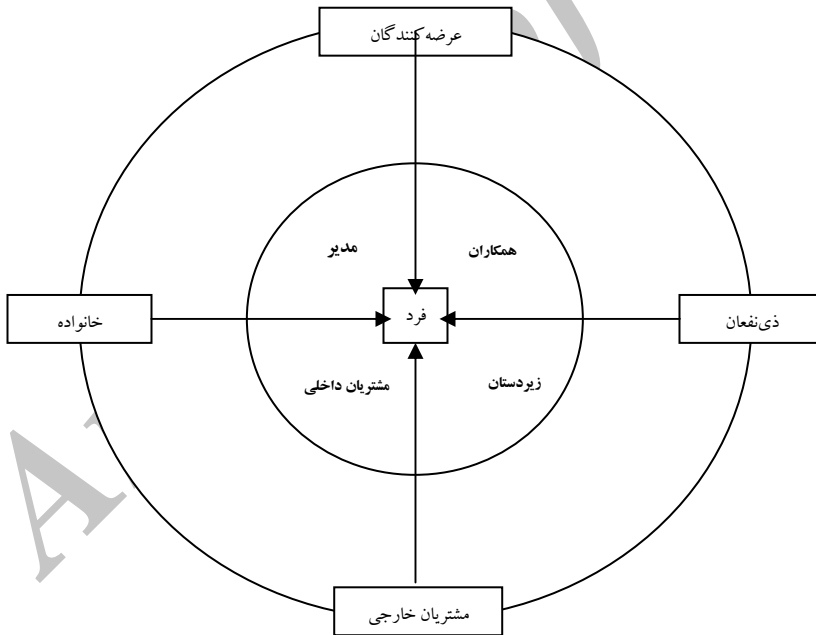 عرضه‌کنندگان
همکاران
مدیر
ذی‌نفعان
فرد
خانواده
زیردستان
مشتریان داخلی
مشتریان خارجی